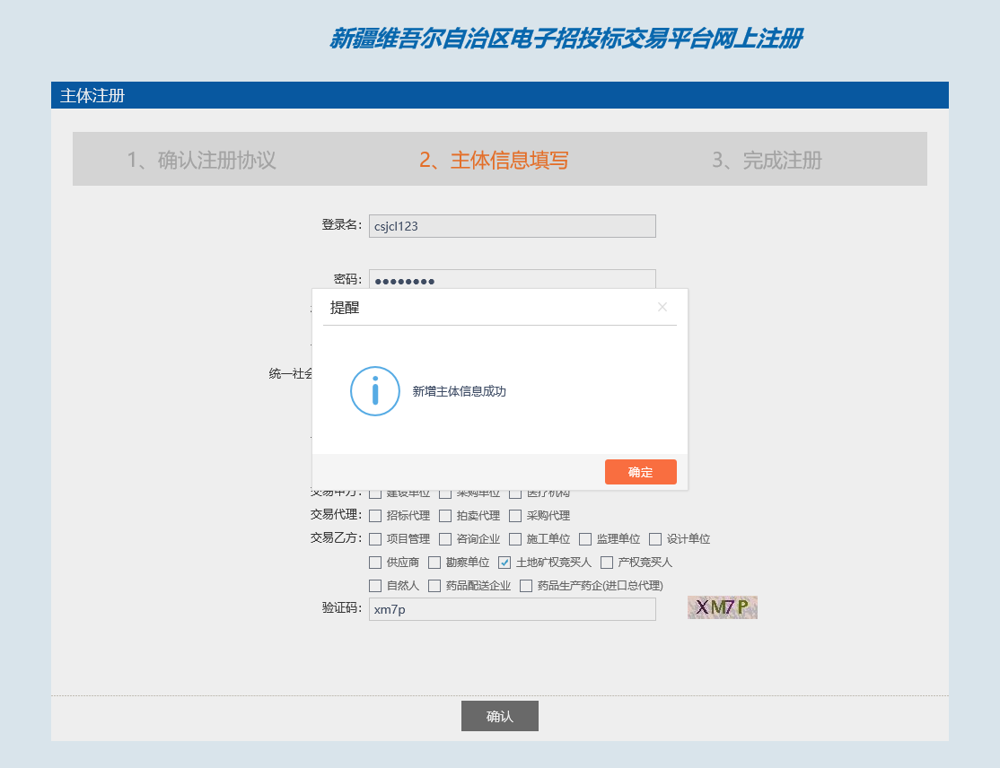 新疆维吾尔自治区电子招投标交易平台网上注册
主体注册
1、确认注册协议 2、主体信息填写 3、完成注册
登录名: csjcl123
密码: ●●●●●●●●
提醒
统一社会
新增主体信息成功
确定
交易甲方: 建设单位 采购单位 医疗机构
交易代理: 招标代理 拍卖代理 采购代理
交易乙方: 项目管理 咨询企业 施工单位 监理单位 设计单位
供应商 勘察单位 土地矿权竞买人 产权竞买人
自然人 药品配送企业 药品生产药企(进口总代理)
验证码: xm7p XM7P
确认